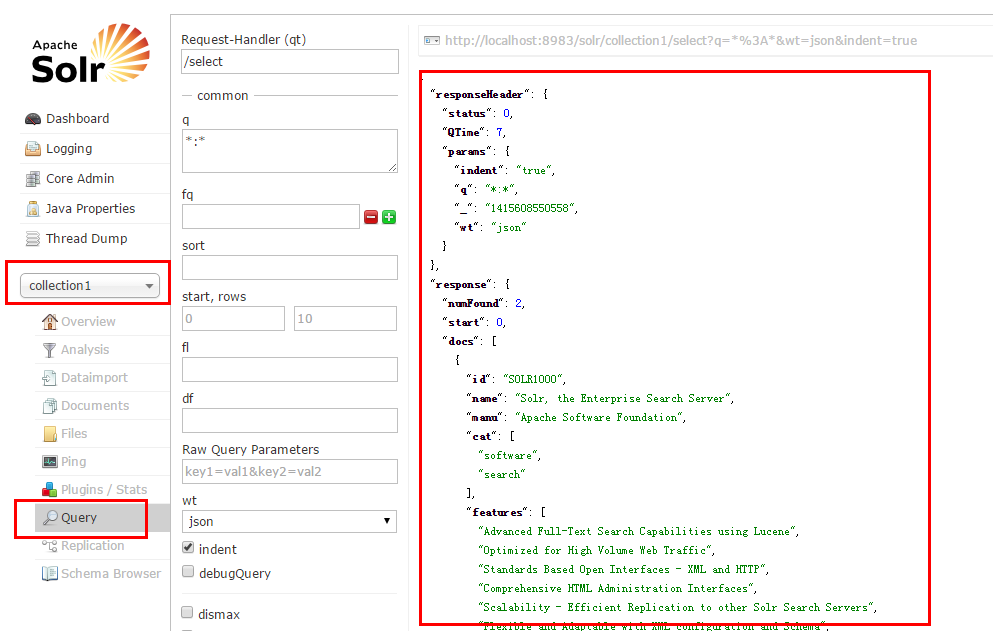 Apache
Solr
Dashboard
Logging
Core Admin
Java Properties
Thread Dump
collection1
Overview
Analysis
Dataimport
Documents
Files
Ping
Plugins / Stats
Query
Replication
Schema Browser
Request-Handler (qt)
/select
common
q
*:*
fq
sort
start, rows
0 10
fl
df
Raw Query Parameters
key1=val1&key2=val2
wt
json
indent
debugQuery
dismax
http://localhost:8983/solr/collection1/select?q=*%3A*&wt=json&indent=true
"responseHeader": {
"status": 0,
"QTime": 7,
"params": {
"indent": "true",
"q": "*:*",
"_": "1415608550558",
"wt": "json"
}
},
"response": {
"numFound": 2,
"start": 0,
"docs": [
{
"id": "SOLR1000",
"name": "Solr, the Enterprise Search Server",
"manu": "Apache Software Foundation",
"cat": [
"software",
"search"
],
"features": [
"Advanced Full-Text Search Capabilities using Lucene",
"Optimized for High Volume Web Traffic",
"Standards Based Open Interfaces - XML and HTTP",
"Comprehensive HTML Administration Interfaces",
"Scalability - Efficient Replication to other Solr Search Servers",
"Flexible and Adaptable with XML configuration and Schema",